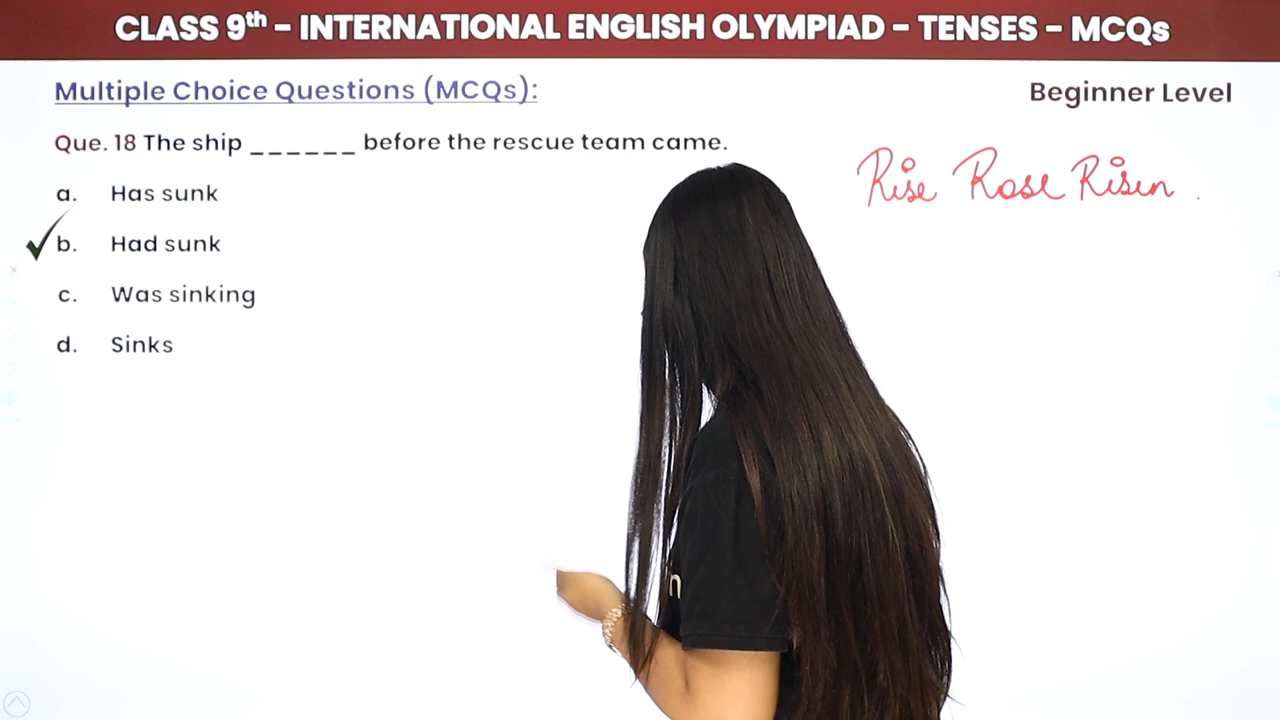 CLASS 9th – INTERNATIONAL ENGLISH OLYMPIAD – TENSES – MCQs
Multiple Choice Questions (MCQs):
Beginner Level
Que. 18 The ship ______ before the rescue team came.
Rise Rose Risen
a. Has sunk
b. Had sunk
c. Was sinking
d. Sinks
n